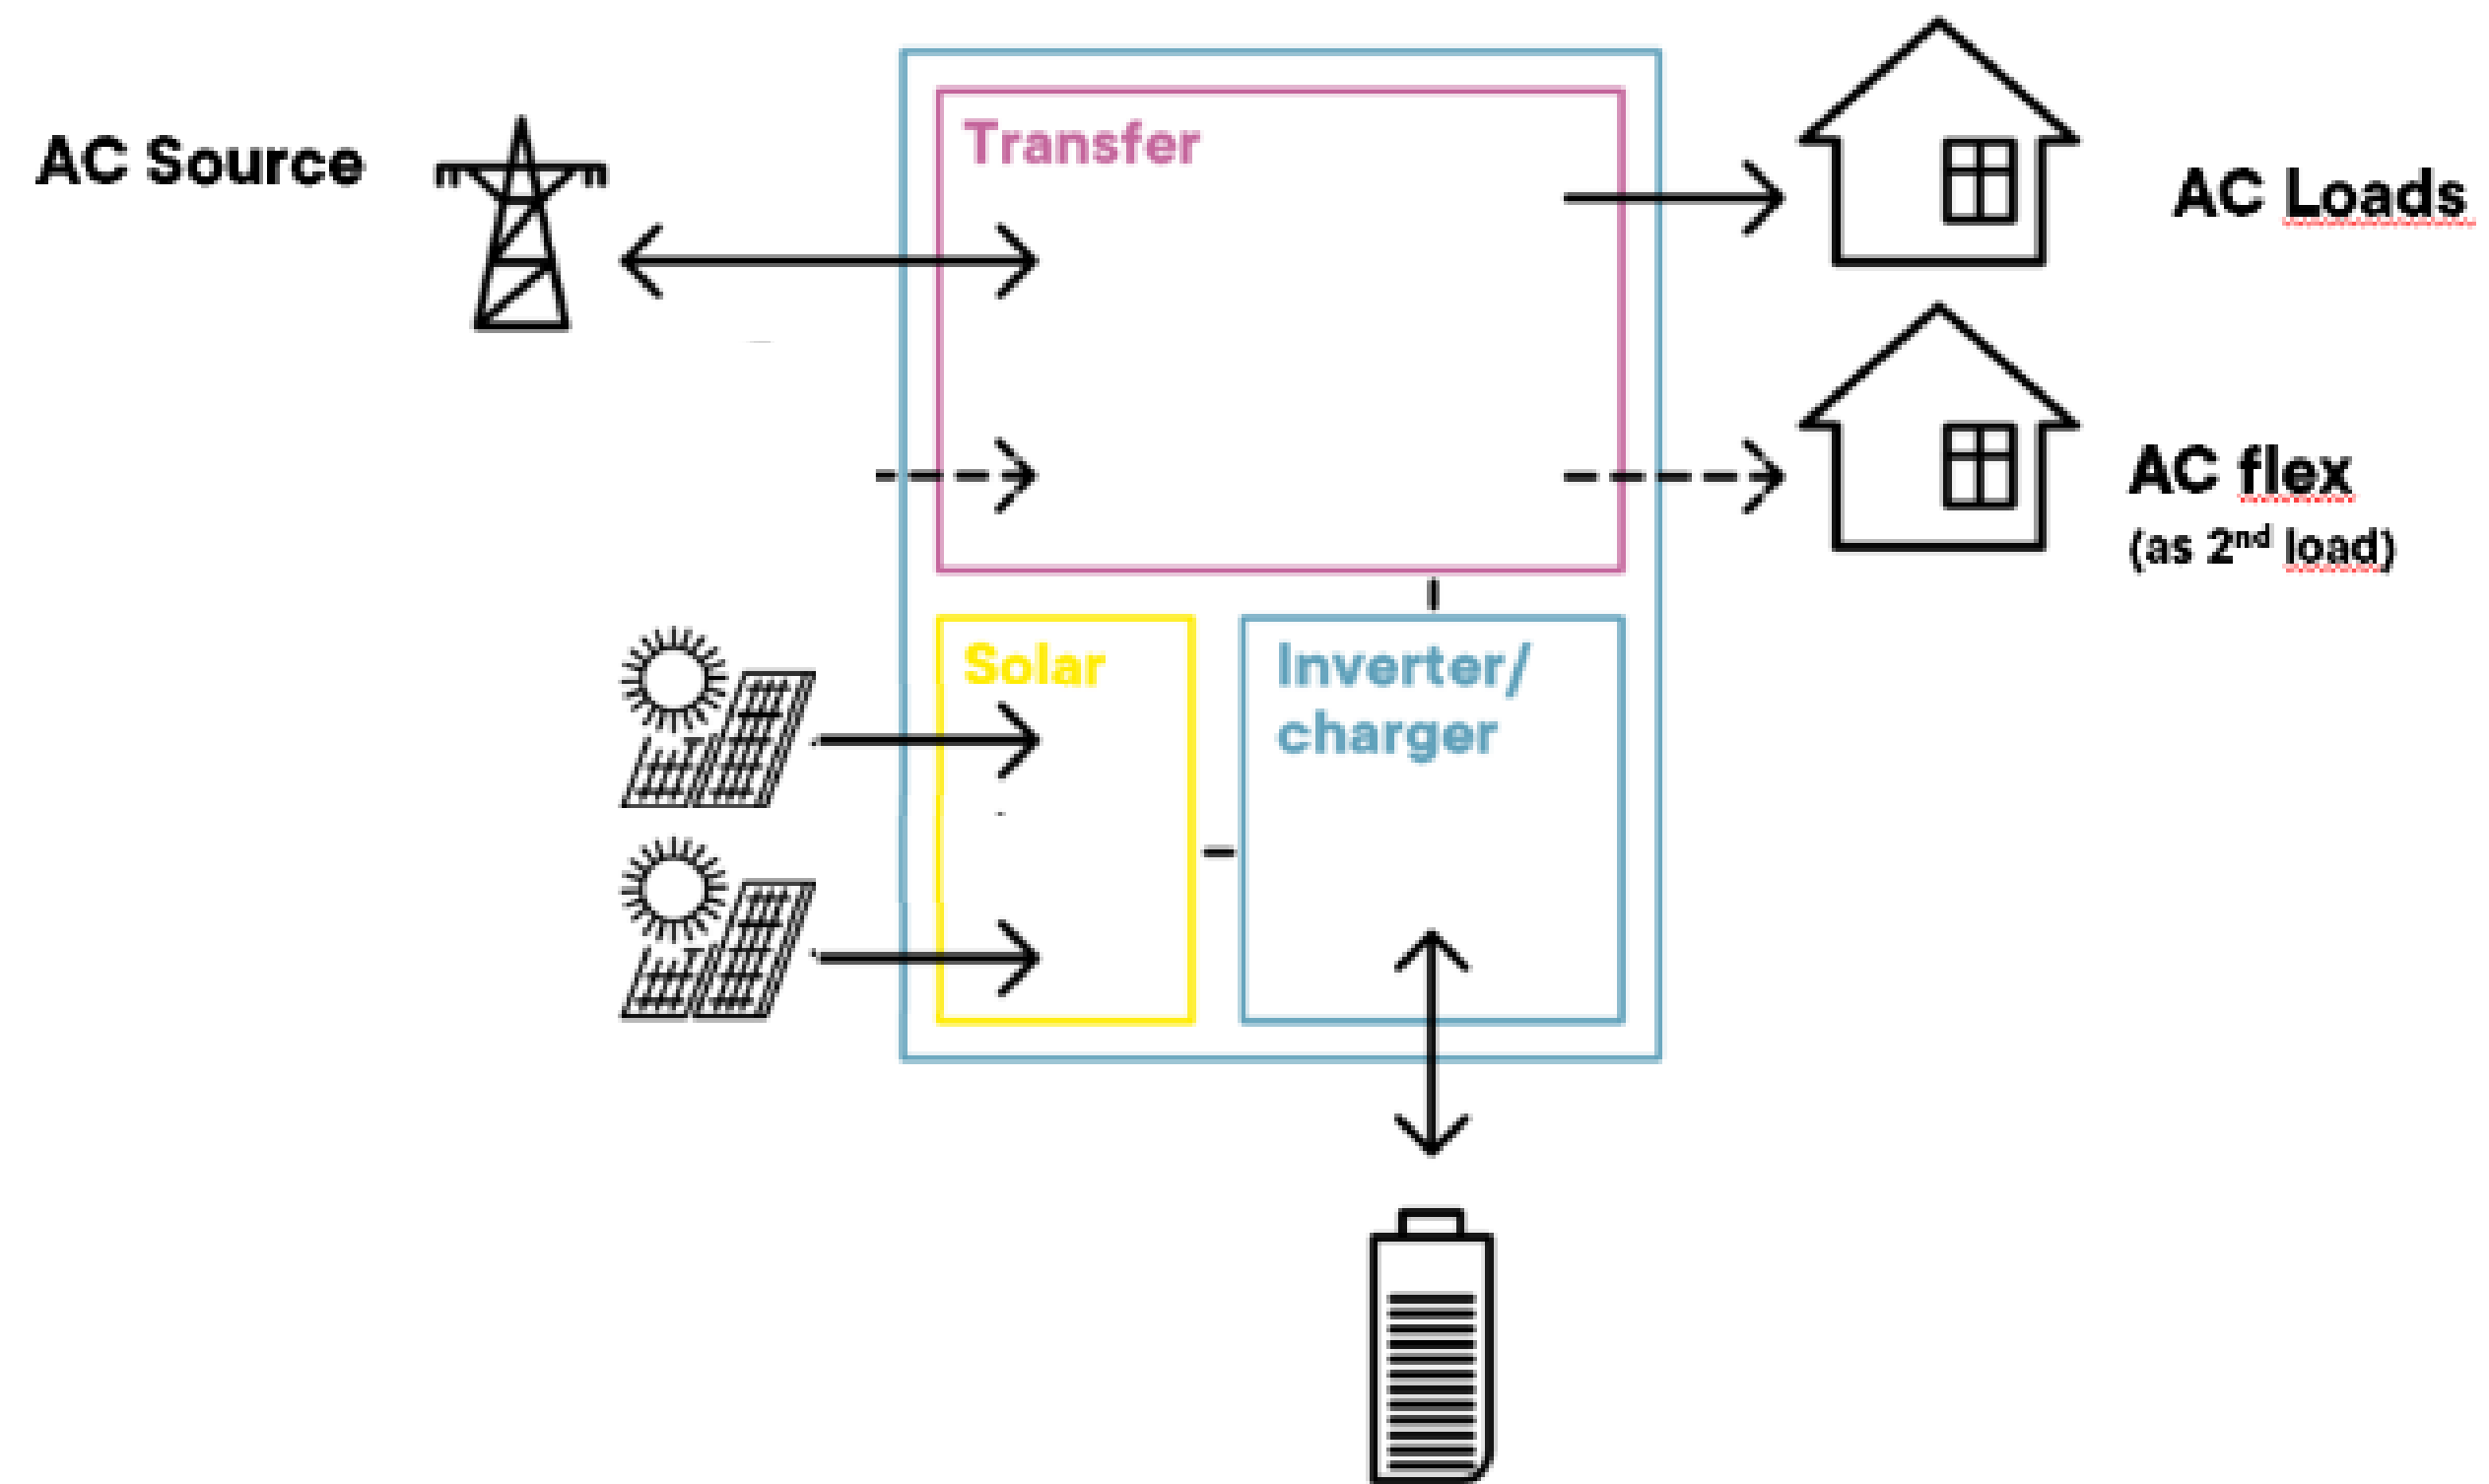 AC Source
Transfer
AC Loads
AC flex
(as 2nd load)
Solar
Inverter/
charger